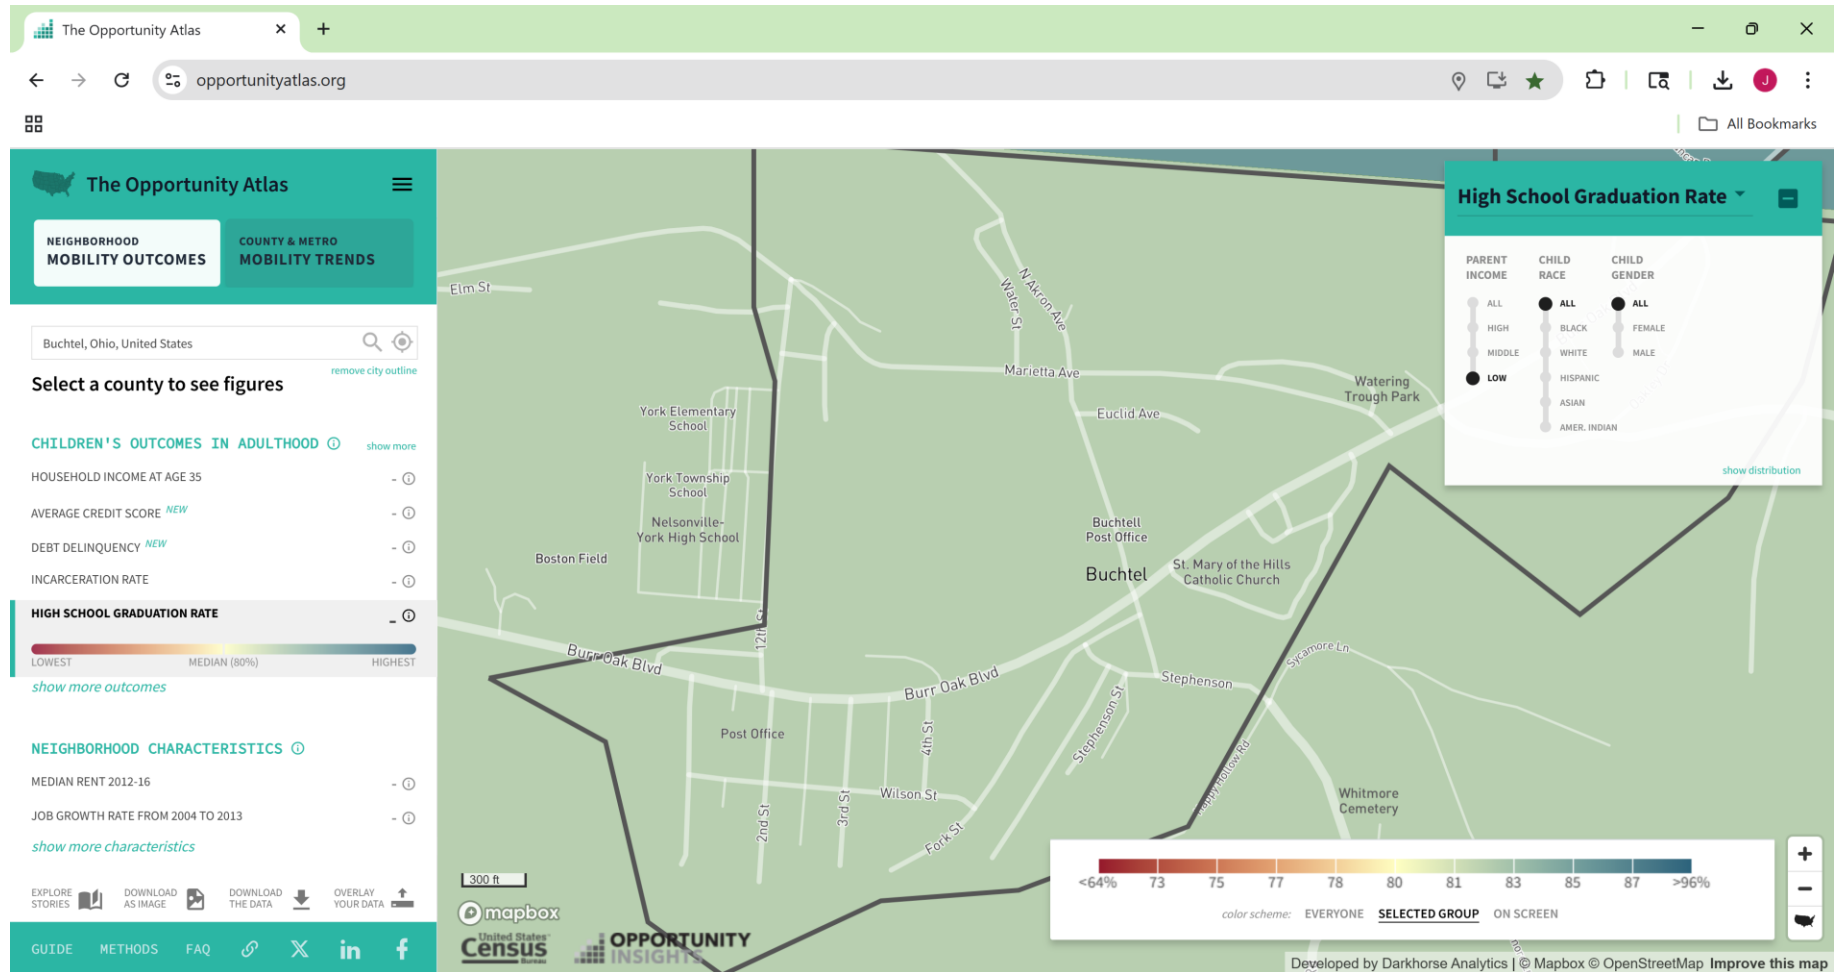 The Opportunity Atlas
opportunityatlas.org
J
All Bookmarks
The Opportunity Atlas
NEIGHBORHOOD
MOBILITY OUTCOMES
COUNTY & METRO
MOBILITY TRENDS
Buchtel, Ohio, United States
remove city outline
Select a county to see figures
CHILDREN'S OUTCOMES IN ADULTHOOD
show more
HOUSEHOLD INCOME AT AGE 35 -
AVERAGE CREDIT SCORE NEW -
DEBT DELINQUENCY NEW -
INCARCERATION RATE -
HIGH SCHOOL GRADUATION RATE -
LOWEST MEDIAN (80%) HIGHEST
show more outcomes
NEIGHBORHOOD CHARACTERISTICS
MEDIAN RENT 2012-16 -
JOB GROWTH RATE FROM 2004 TO 2013 -
show more characteristics
EXPLORE
STORIES
DOWNLOAD
AS IMAGE
DOWNLOAD
THE DATA
OVERLAY
YOUR DATA
GUIDE METHODS FAQ
Elm St
Water St
N Akron Ave
Marietta Ave
Euclid Ave
Watering
Trough Park
York Elementary
School
York Township
School
Nelsonville-
York High School
Boston Field
Buchtell
Post Office
Buchtel
St. Mary of the Hills
Catholic Church
12th St
Burr Oak Blvd
Burr Oak Blvd
Sycamore Ln
Stephenson
Stephenson St
Post Office
4th St
Happy Hollow Rd
Wilson St
3rd St
2nd St
Fork St
Whitmore
Cemetery
300 ft
mapbox
United States®
Census
Bureau
OPPORTUNITY
INSIGHTS
High School Graduation Rate
PARENT
INCOME
ALL
HIGH
MIDDLE
LOW
CHILD
RACE
ALL
BLACK
WHITE
HISPANIC
ASIAN
AMER. INDIAN
CHILD
GENDER
ALL
FEMALE
MALE
show distribution
<64% 73 75 77 78 80 81 83 85 87 >96%
color scheme: EVERYONE SELECTED GROUP ON SCREEN
Developed by Darkhorse Analytics | © Mapbox © OpenStreetMap Improve this map